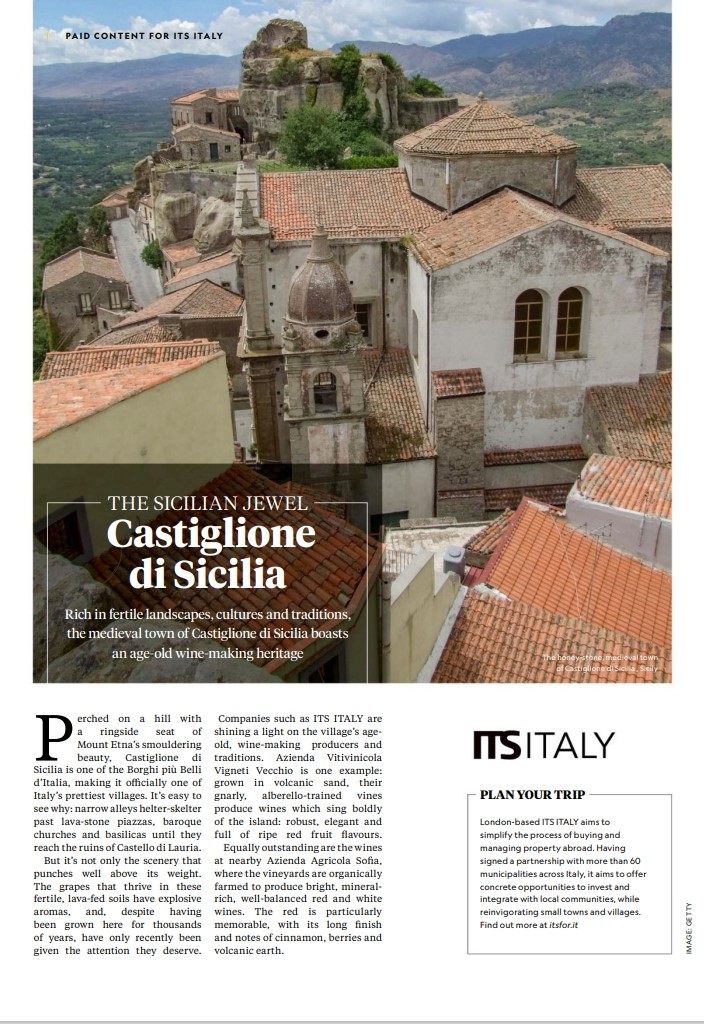 PAID CONTENT FOR ITS ITALY
THE SICILIAN JEWEL
Castiglione
di Sicilia
Rich in fertile landscapes, cultures and traditions,
the medieval town of Castiglione di Sicilia boasts
an age-old wine-making heritage
The honey-stone, medieval town
of Castiglione di Sicilia, Sicily
Perched on a hill with
a ringside seat of
Mount Etna's smouldering
beauty, Castiglione di
Sicilia is one of the Borghi più Belli
d'Italia, making it officially one of
Italy's prettiest villages. It's easy to
see why: narrow alleys helter-skelter
past lava-stone piazzas, baroque
churches and basilicas until they
reach the ruins of Castello di Lauria.
But it's not only the scenery that
punches well above its weight.
The grapes that thrive in these
fertile, lava-fed soils have explosive
aromas, and, despite having
been grown here for thousands
of years, have only recently been
given the attention they deserve.
Companies such as ITS ITALY are
shining a light on the village's age-
old, wine-making producers and
traditions. Azienda Vitivinicola
Vigneti Vecchio is one example:
grown in volcanic sand, their
gnarly, alberello-trained vines
produce wines which sing boldly
of the island: robust, elegant and
full of ripe red fruit flavours.
Equally outstanding are the wines
at nearby Azienda Agricola Sofia,
where the vineyards are organically
farmed to produce bright, mineral-
rich, well-balanced red and white
wines. The red is particularly
memorable, with its long finish
and notes of cinnamon, berries and
volcanic earth.
ITS ITALY
PLAN YOUR TRIP
London-based ITS ITALY aims to
simplify the process of buying and
managing property abroad. Having
signed a partnership with more than 60
municipalities across Italy, it aims to offer
concrete opportunities to invest and
integrate with local communities, while
reinvigorating small towns and villages.
Find out more at itsfor.it
IMAGE: GETTY